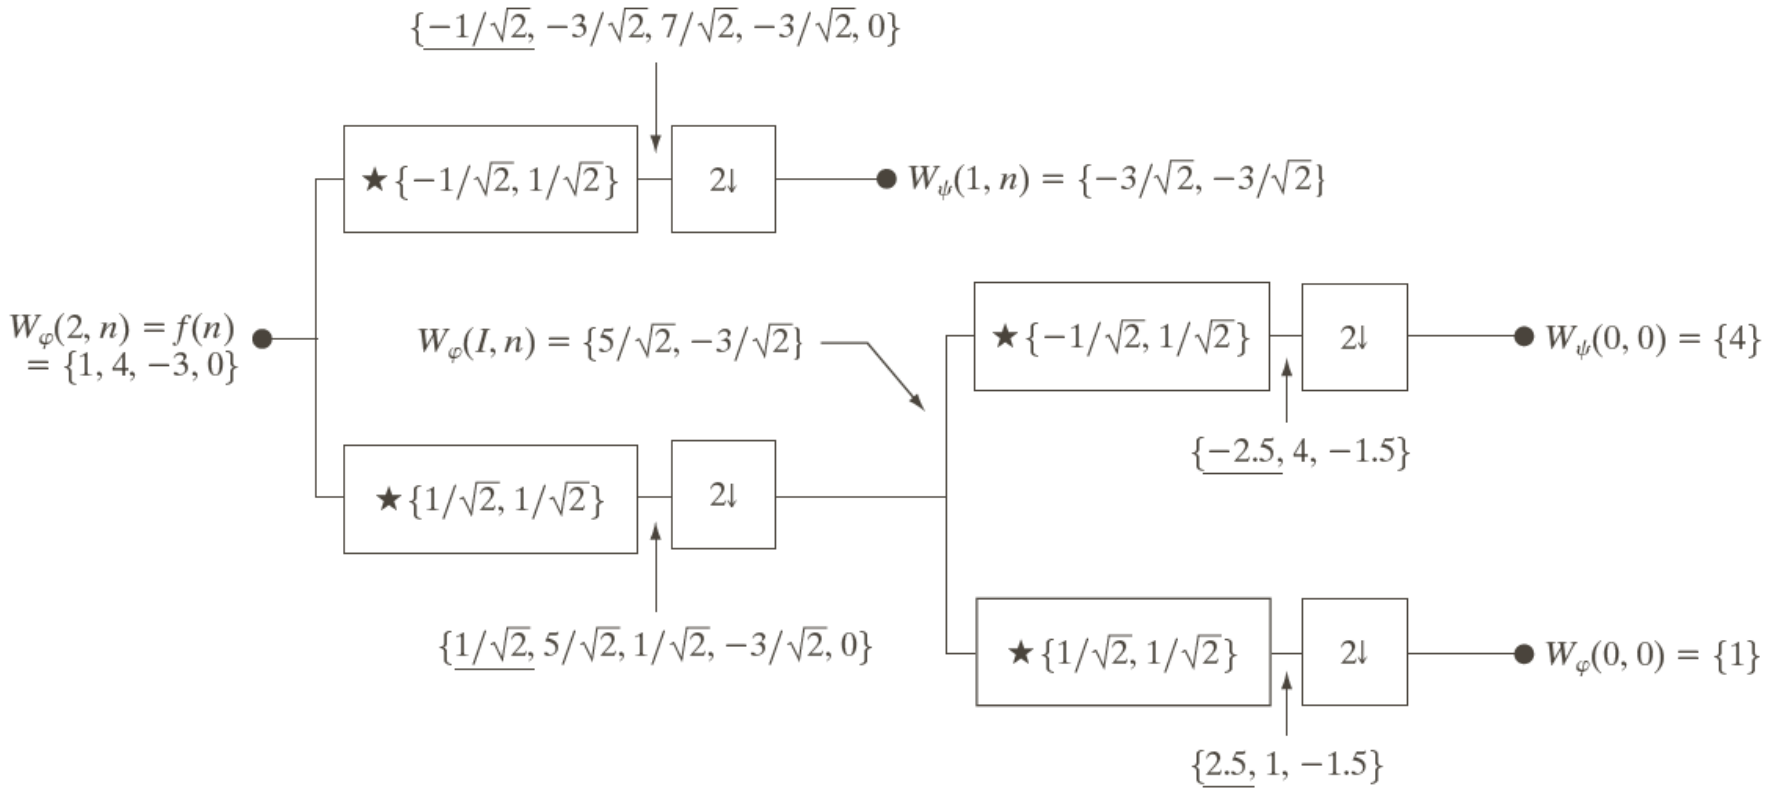 {−1/√2, −3/√2, 7/√2, −3/√2, 0}
★{−1/√2, 1/√2}
2↓
W_ψ(1, n) = {−3/√2, −3/√2}
W_φ(2, n) = f(n)
= {1, 4, −3, 0}
W_φ(I, n) = {5/√2, −3/√2}
★{−1/√2, 1/√2}
2↓
W_ψ(0, 0) = {4}
{−2.5, 4, −1.5}
★{1/√2, 1/√2}
2↓
{1/√2, 5/√2, 1/√2, −3/√2, 0}
★{1/√2, 1/√2}
2↓
W_φ(0, 0) = {1}
{2.5, 1, −1.5}